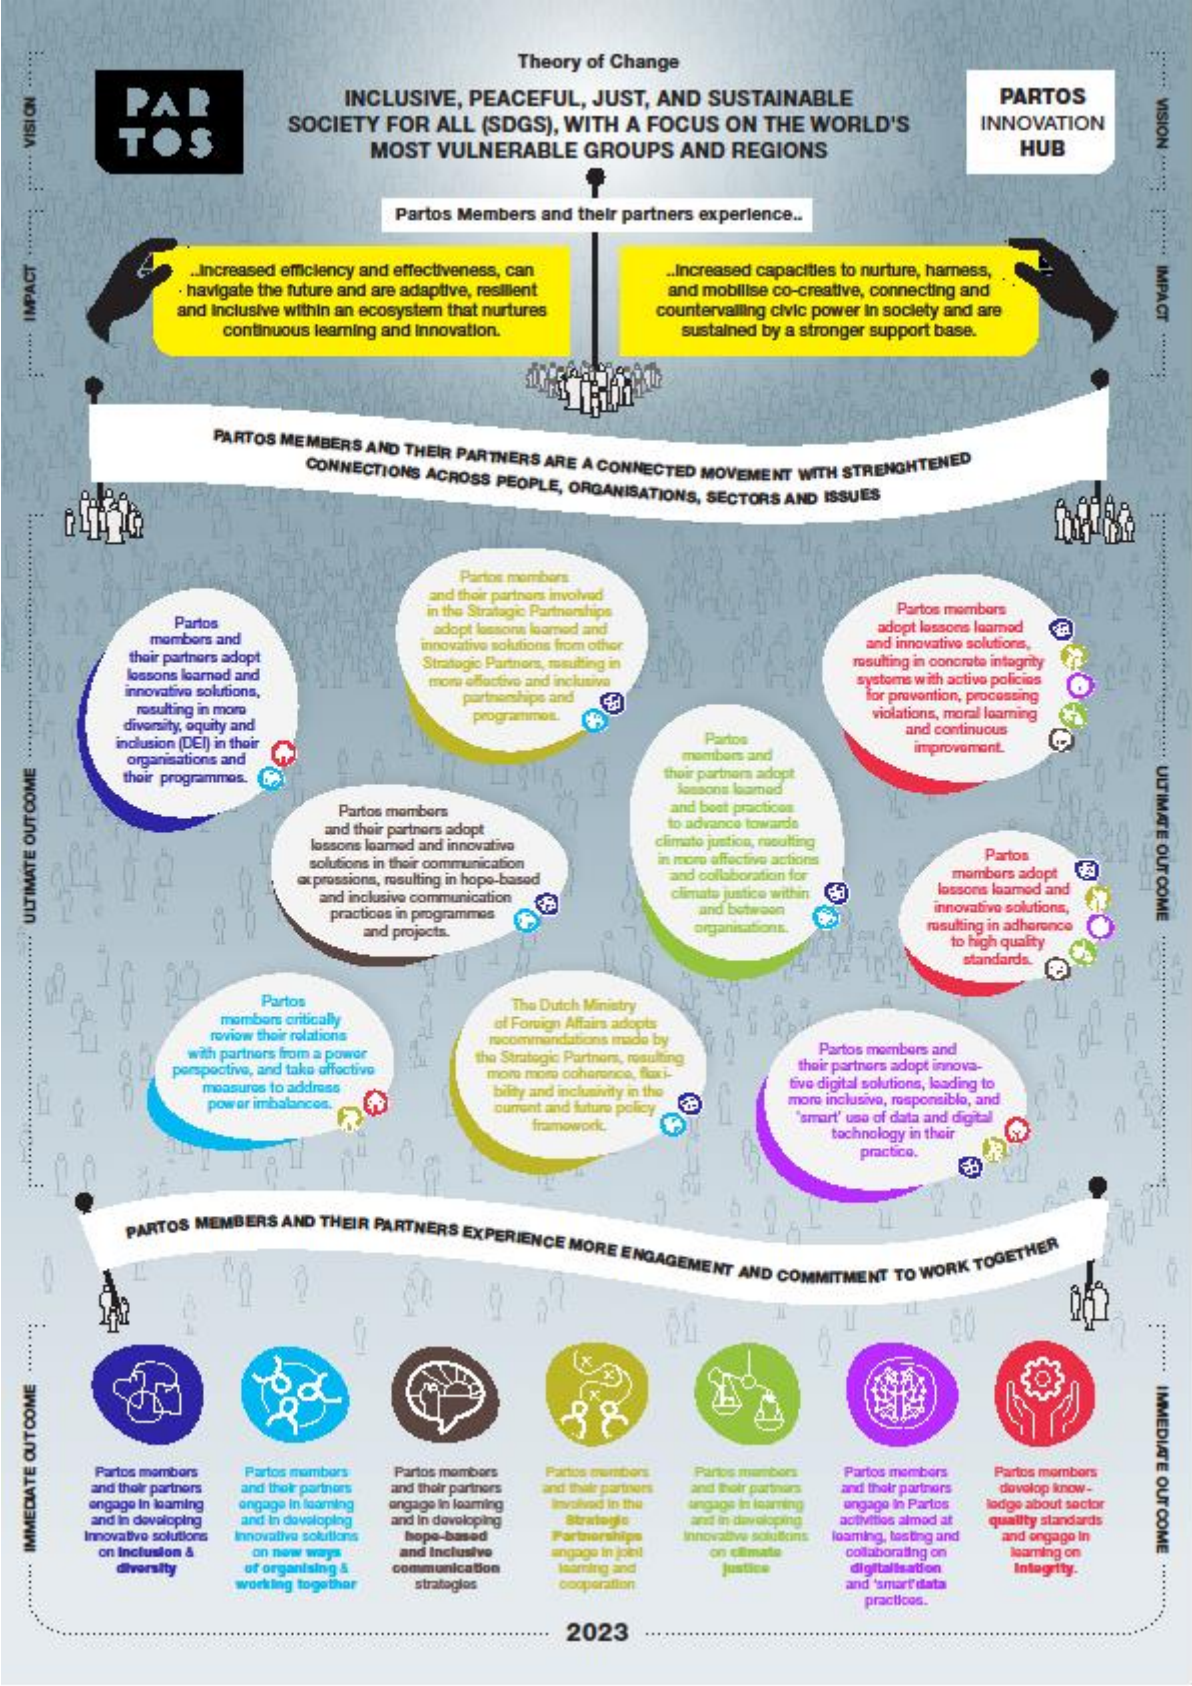 Theory of Change
PAR
TOS
INCLUSIVE, PEACEFUL, JUST, AND SUSTAINABLE
SOCIETY FOR ALL (SDGS), WITH A FOCUS ON THE WORLD'S
MOST VULNERABLE GROUPS AND REGIONS
PARTOS
INNOVATION
HUB
VISION
VISION
Partos Members and their partners experience..
IMPACT
IMPACT
..increased efficiency and effectiveness, can
navigate the future and are adaptive, resilient
and inclusive within an ecosystem that nurtures
continuous learning and innovation.
..increased capacities to nurture, harness,
and mobilise co-creative, connecting and
countervailing civic power in society and are
sustained by a stronger support base.
PARTOS MEMBERS AND THEIR PARTNERS ARE A CONNECTED MOVEMENT WITH STRENGHTENED
CONNECTIONS ACROSS PEOPLE, ORGANISATIONS, SECTORS AND ISSUES
ULTIMATE OUTCOME
ULTIMATE OUTCOME
Partos
members and
their partners adopt
lessons learned and
innovative solutions,
resulting in more
diversity, equity and
inclusion (DEI) in their
organisations and
their programmes.
Partos members
and their partners involved
in the Strategic Partnerships
adopt lessons learned and
innovative solutions from other
Strategic Partners, resulting in
more effective and inclusive
partnerships and
programmes.
Partos members
adopt lessons learned
and innovative solutions,
resulting in concrete integrity
systems with active policies
for prevention, processing
violations, moral learning
and continuous
improvement.
Partos members
and their partners adopt
lessons learned and innovative
solutions in their communication
expressions, resulting in hope-based
and inclusive communication
practices in programmes
and projects.
Partos
members and
their partners adopt
lessons learned
and best practices
to advance towards
climate justice, resulting
in more effective actions
and collaboration for
climate justice within
and between
organisations.
Partos
members adopt
lessons learned and
innovative solutions,
resulting in adherence
to high quality
standards.
Partos
members critically
review their relations
with partners from a power
perspective, and take effective
measures to address
power imbalances.
The Dutch Ministry
of Foreign Affairs adopts
recommendations made by
the Strategic Partners, resulting
more more coherence, flexi-
bility and inclusivity in the
current and future policy
framework.
Partos members and
their partners adopt innova-
tive digital solutions, leading to
more inclusive, responsible, and
'smart' use of data and digital
technology in their
practice.
PARTOS MEMBERS AND THEIR PARTNERS EXPERIENCE MORE ENGAGEMENT AND COMMITMENT TO WORK TOGETHER
IMMEDIATE OUTCOME
IMMEDIATE OUTCOME
Partos members
and their partners
engage in learning
and in developing
innovative solutions
on inclusion &
diversity
Partos members
and their partners
engage in learning
and in developing
innovative solutions
on new ways
of organising &
working together
Partos members
and their partners
engage in learning
and in developing
hope-based
and inclusive
communication
strategies
Partos members
and their partners
involved in the
Strategic
Partnerships
engage in joint
learning and
cooperation
Partos members
and their partners
engage in learning
and in developing
innovative solutions
on climate
justice
Partos members
and their partners
engage in Partos
activities aimed at
learning, testing and
collaborating on
digitalisation
and 'smart' data
practices.
Partos members
develop know-
ledge about sector
quality standards
and engage in
learning on
integrity.
2023